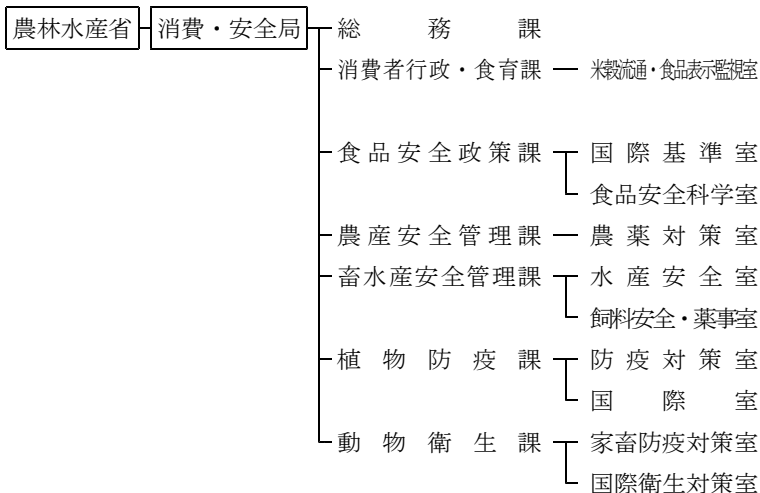 農林水産省 消費・安全局 総務課
消費者行政・食育課 米穀流通・食品表示監視室
食品安全政策課 国際基準室
食品安全科学室
農産安全管理課 農薬対策室
畜水産安全管理課 水産安全室
飼料安全・薬事室
植物防疫課 防疫対策室
国際室
動物衛生課 家畜防疫対策室
国際衛生対策室